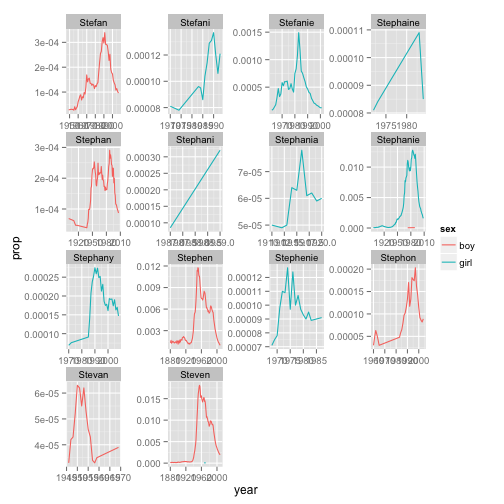 Stefan
Stefani
Stefanie
Stephaine
3e-04
2e-04
1e-04
0.00012
0.00010
0.00008
0.0015
0.0010
0.0005
0.00011
0.00010
0.00009
0.00008
1975 1980
Stephan
Stephani
Stephania
Stephanie
3e-04
2e-04
1e-04
0.00030
0.00025
0.00020
0.00015
0.00010
7e-05
6e-05
5e-05
0.010
0.005
0.000
Stephany
Stephen
Stephenie
Stephon
0.00025
0.00020
0.00015
0.00010
0.012
0.009
0.006
0.003
0.00012
0.00011
0.00010
0.00009
0.00008
0.00007
0.00020
0.00015
0.00010
0.00005
Stevan
Steven
6e-05
5e-05
4e-05
0.015
0.010
0.005
0.000
prop
year
sex
boy
girl